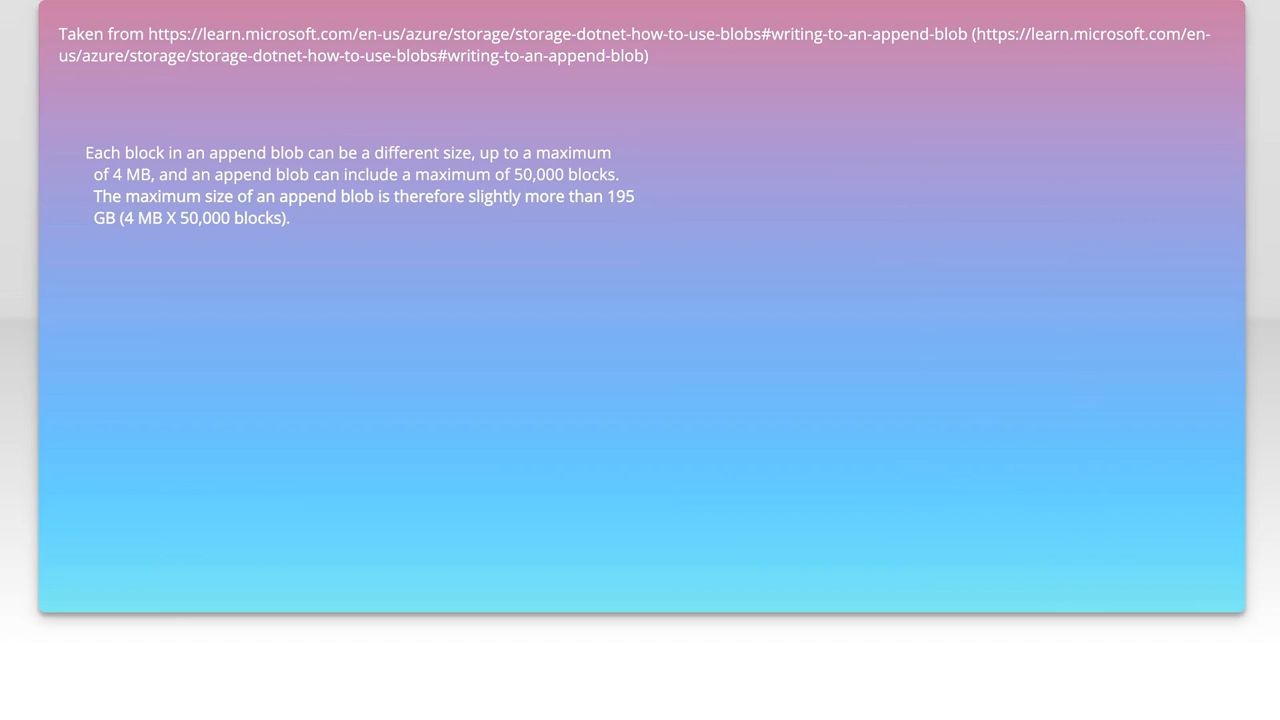 Taken from https://learn.microsoft.com/en-us/azure/storage/storage-dotnet-how-to-use-blobs#writing-to-an-append-blob (https://learn.microsoft.com/en-
us/azure/storage/storage-dotnet-how-to-use-blobs#writing-to-an-append-blob)
Each block in an append blob can be a different size, up to a maximum
of 4 MB, and an append blob can include a maximum of 50,000 blocks.
The maximum size of an append blob is therefore slightly more than 195
GB (4 MB X 50,000 blocks).